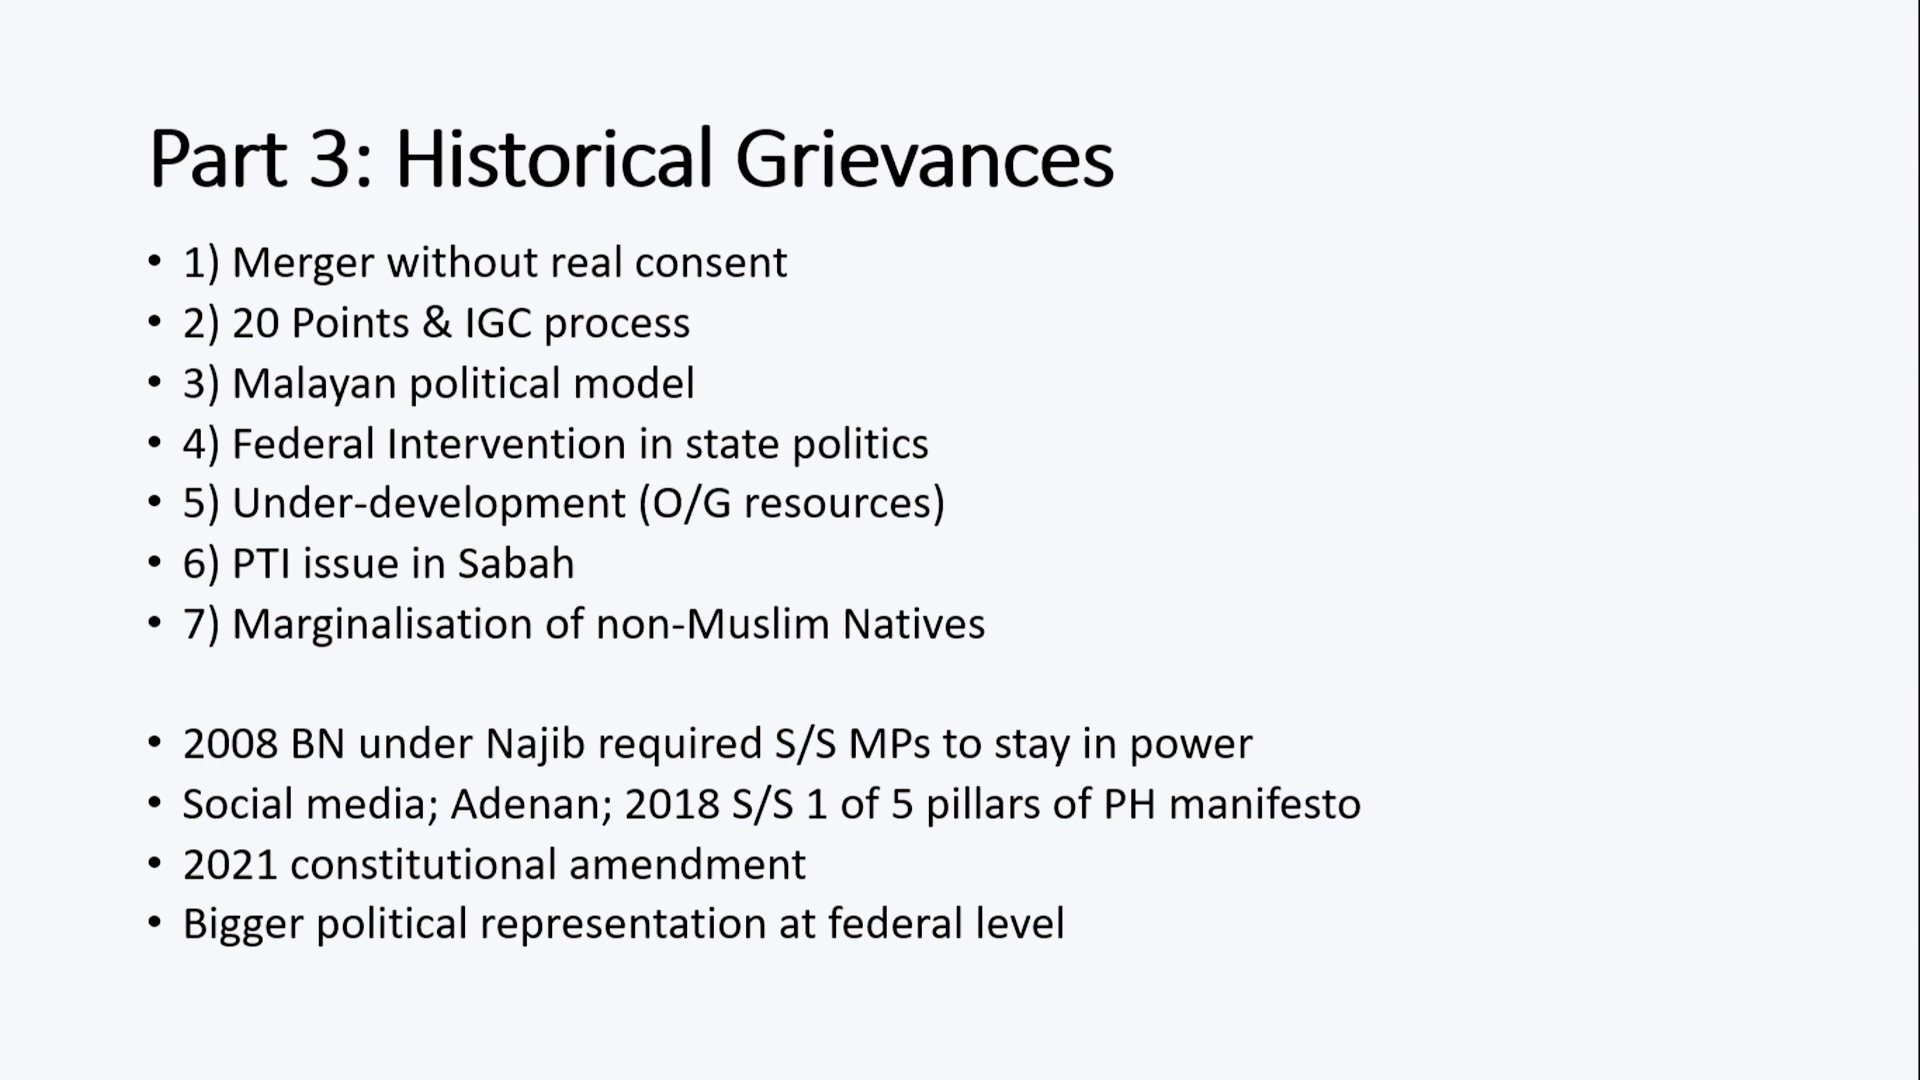 Part 3: Historical Grievances
• 1) Merger without real consent
• 2) 20 Points & IGC process
• 3) Malayan political model
• 4) Federal Intervention in state politics
• 5) Under-development (O/G resources)
• 6) PTI issue in Sabah
• 7) Marginalisation of non-Muslim Natives
• 2008 BN under Najib required S/S MPs to stay in power
• Social media; Adenan; 2018 S/S 1 of 5 pillars of PH manifesto
• 2021 constitutional amendment
• Bigger political representation at federal level